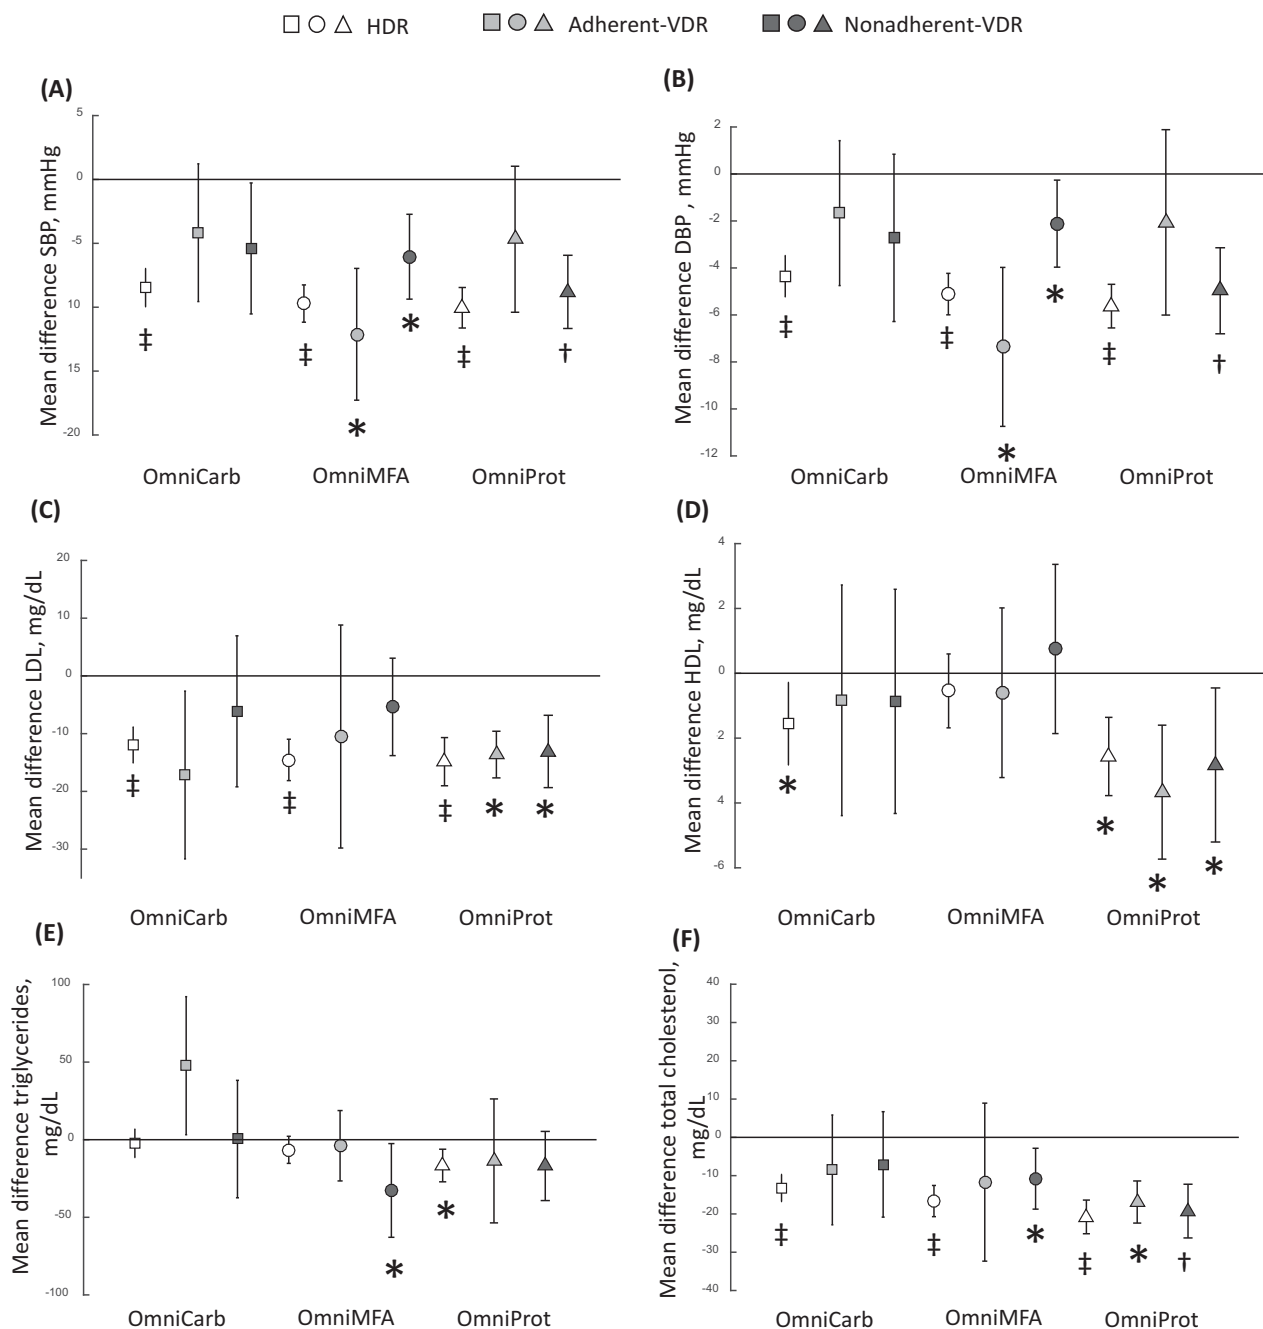 HDR Adherent-VDR Nonadherent-VDR
(A)
Mean difference SBP, mmHg
5
0
-5
10
15
-20
‡ ‡ * * ‡ †
OmniCarb OmniMFA OmniProt
(B)
Mean difference DBP , mmHg
2
0
-2
-4
-6
-8
-10
-12
‡ ‡ * * ‡ †
OmniCarb OmniMFA OmniProt
(C)
Mean difference LDL, mg/dL
20
10
0
-10
-20
-30
‡ ‡ ‡ * *
OmniCarb OmniMFA OmniProt
(D)
Mean difference HDL, mg/dL
4
2
0
2
4
-6
* * * *
OmniCarb OmniMFA OmniProt
(E)
Mean difference triglycerides,
mg/dL
100
50
0
-50
-100
* *
OmniCarb OmniMFA OmniProt
(F)
Mean difference total cholesterol,
mg/dL
40
30
20
10
0
-10
-20
-30
-40
‡ ‡ * ‡ * †
OmniCarb OmniMFA OmniProt